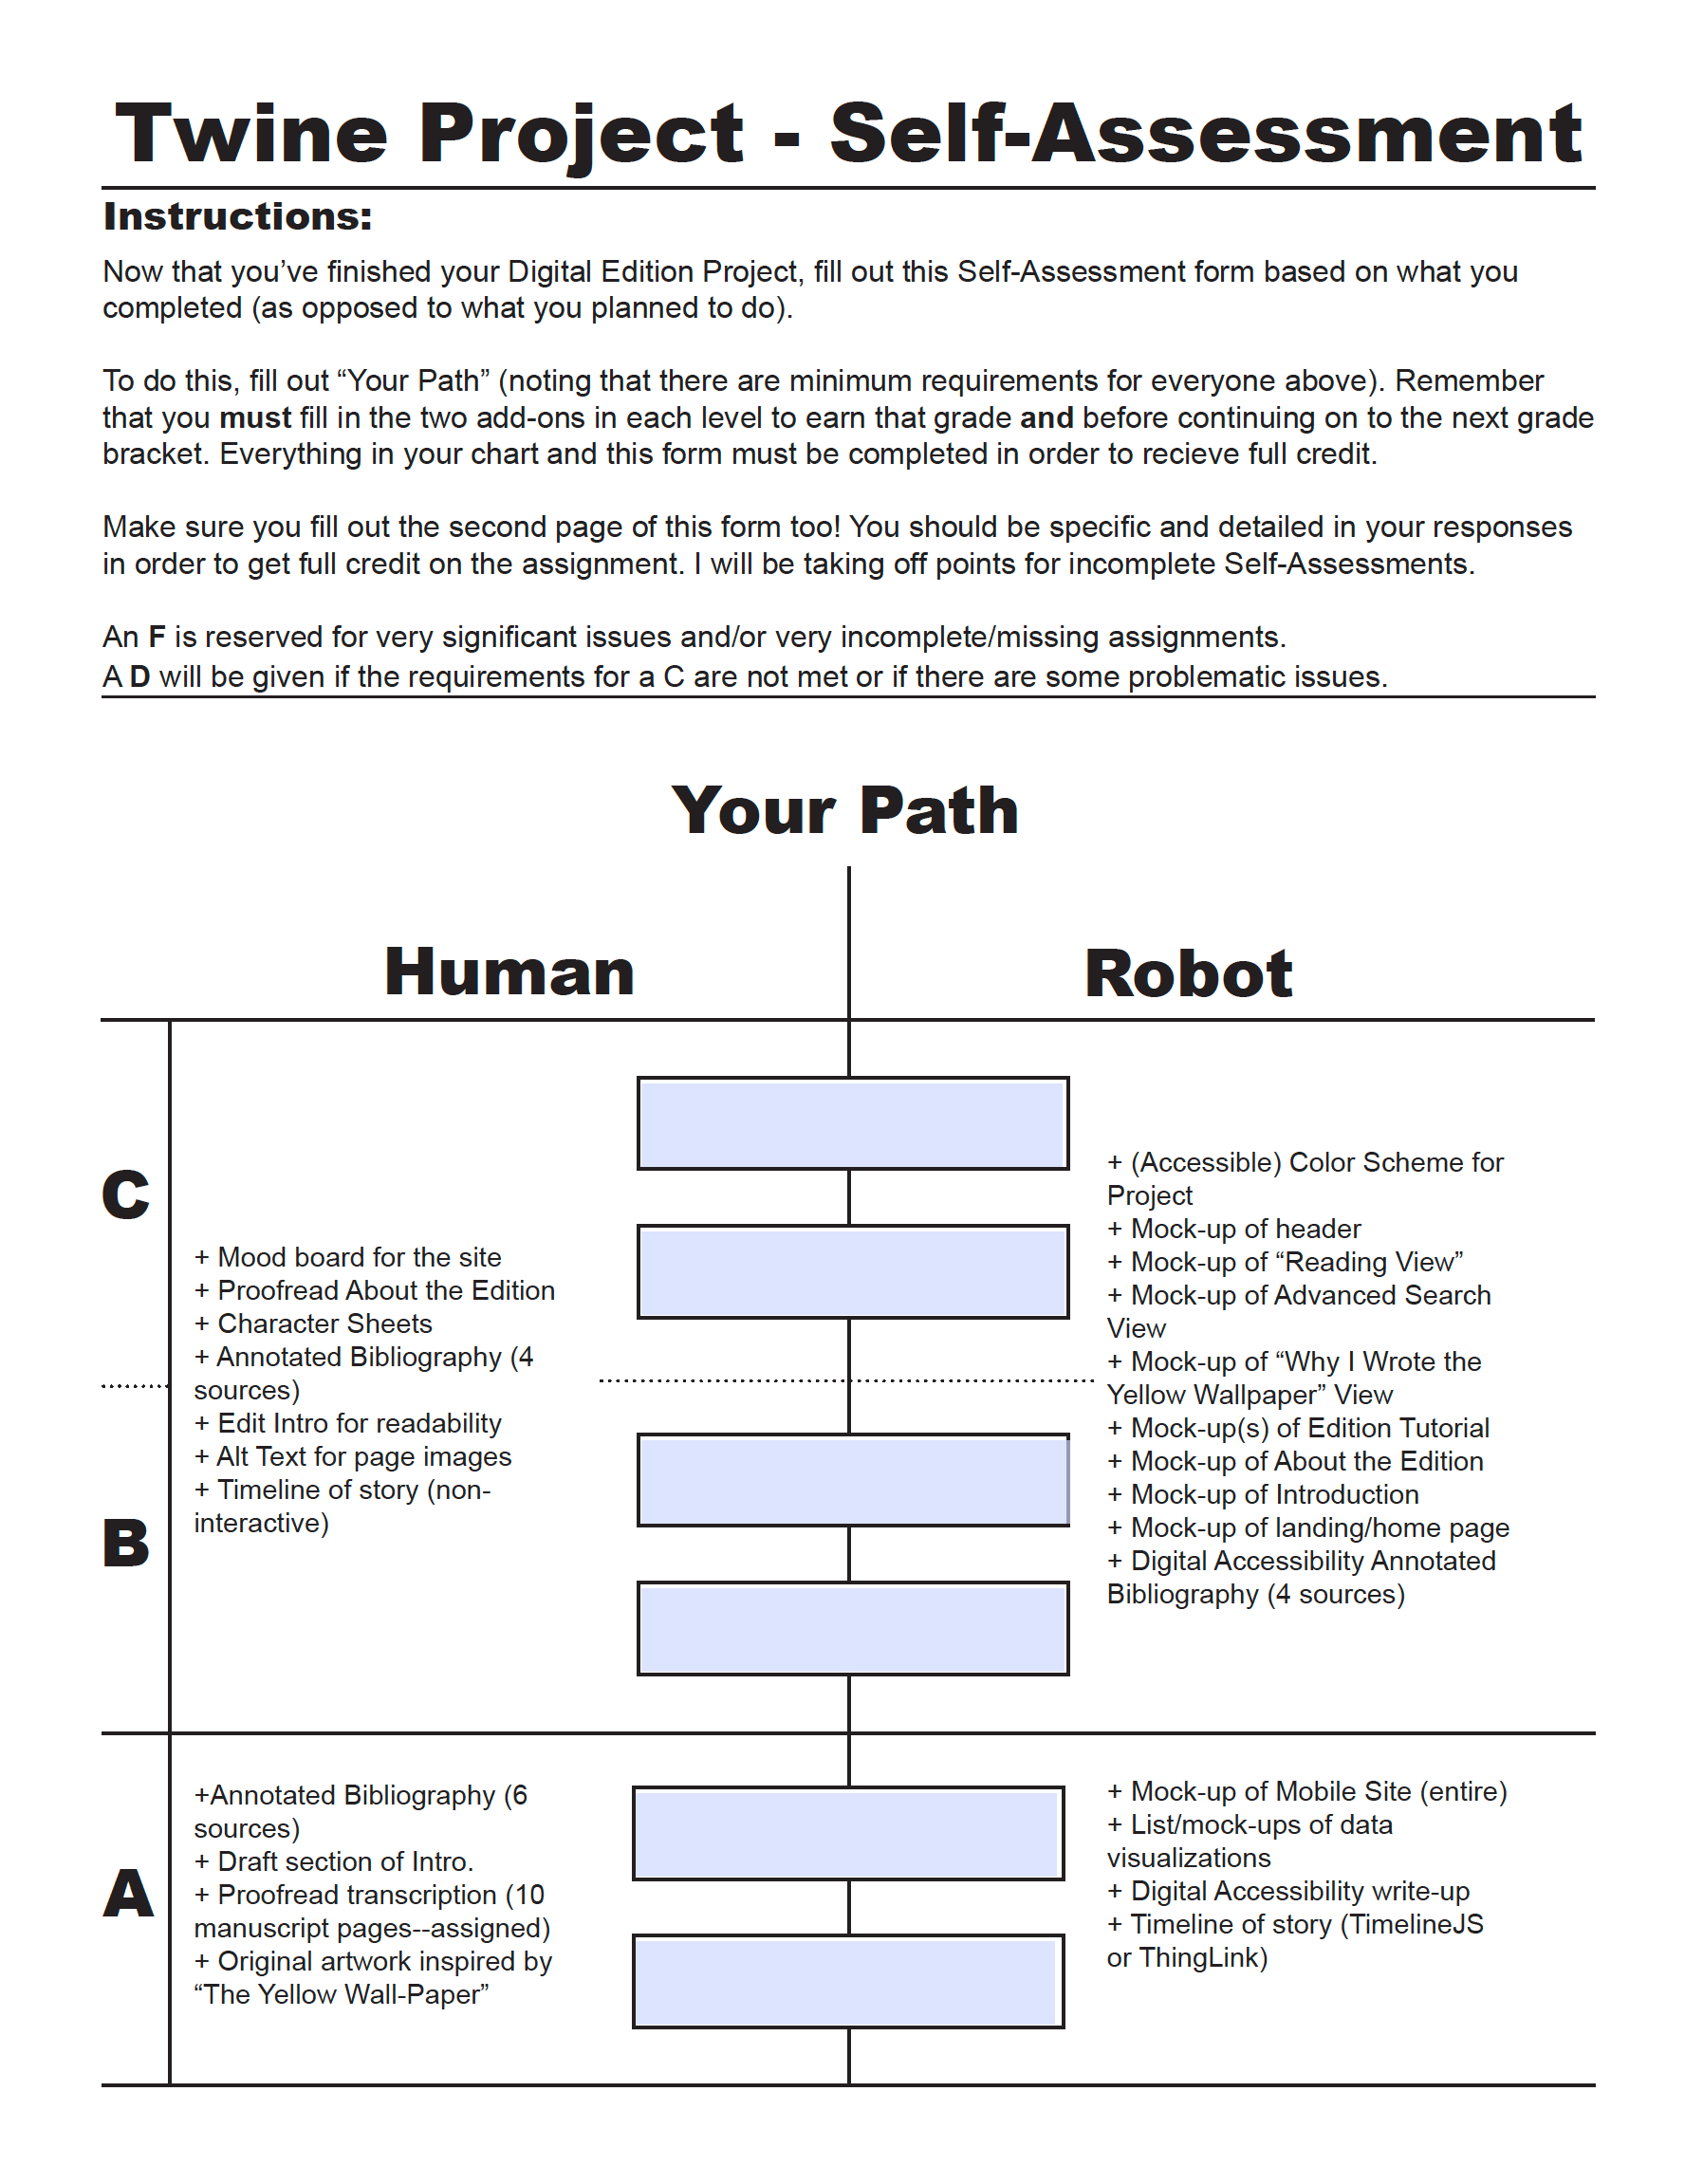 Twine Project - Self-Assessment
Instructions:
Now that you’ve finished your Digital Edition Project, fill out this Self-Assessment form based on what you
completed (as opposed to what you planned to do).
To do this, fill out “Your Path” (noting that there are minimum requirements for everyone above). Remember
that you must fill in the two add-ons in each level to earn that grade and before continuing on to the next grade
bracket. Everything in your chart and this form must be completed in order to recieve full credit.
Make sure you fill out the second page of this form too! You should be specific and detailed in your responses
in order to get full credit on the assignment. I will be taking off points for incomplete Self-Assessments.
An F is reserved for very significant issues and/or very incomplete/missing assignments.
A D will be given if the requirements for a C are not met or if there are some problematic issues.
Your Path
Human
Robot
C
B
+ Mood board for the site
+ Proofread About the Edition
+ Character Sheets
+ Annotated Bibliography (4
sources)
+ Edit Intro for readability
+ Alt Text for page images
+ Timeline of story (non-
interactive)
+ (Accessible) Color Scheme for
Project
+ Mock-up of header
+ Mock-up of “Reading View”
+ Mock-up of Advanced Search
View
+ Mock-up of “Why I Wrote the
Yellow Wallpaper” View
+ Mock-up(s) of Edition Tutorial
+ Mock-up of About the Edition
+ Mock-up of Introduction
+ Mock-up of landing/home page
+ Digital Accessibility Annotated
Bibliography (4 sources)
A
+Annotated Bibliography (6
sources)
+ Draft section of Intro.
+ Proofread transcription (10
manuscript pages--assigned)
+ Original artwork inspired by
“The Yellow Wall-Paper”
+ Mock-up of Mobile Site (entire)
+ List/mock-ups of data
visualizations
+ Digital Accessibility write-up
+ Timeline of story (TimelineJS
or ThingLink)